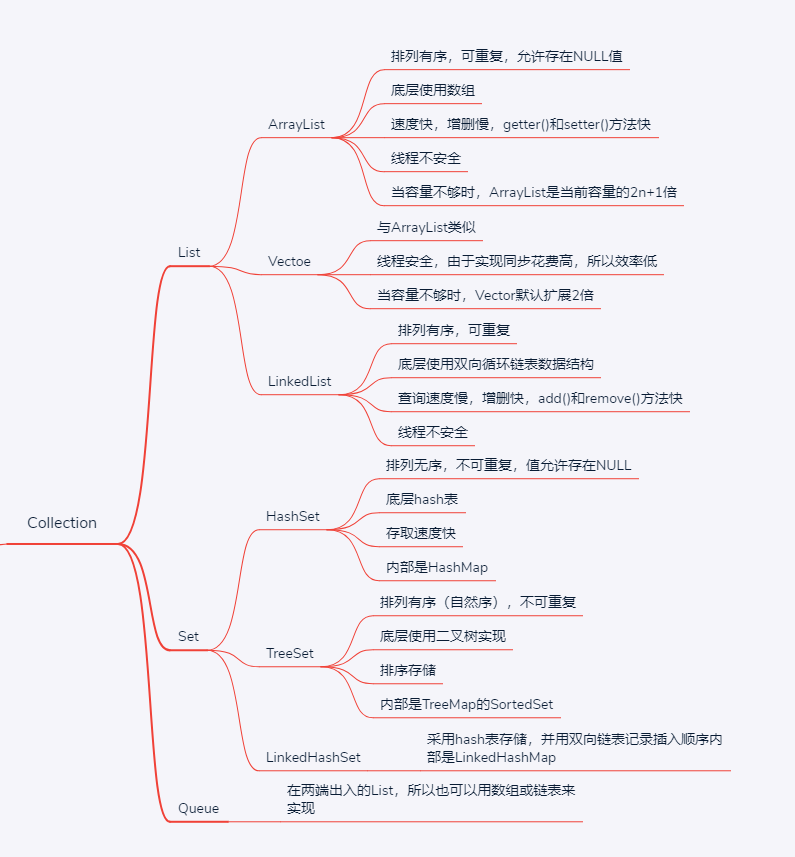 Collection
List
ArrayList
排列有序，可重复，允许存在NULL值
底层使用数组
速度快，增删慢，getter()和setter()方法快
线程不安全
当容量不够时，ArrayList是当前容量的2n+1倍
Vectoe
与ArrayList类似
线程安全，由于实现同步花费高，所以效率低
当容量不够时，Vector默认扩展2倍
LinkedList
排列有序，可重复
底层使用双向循环链表数据结构
查询速度慢，增删快，add()和remove()方法快
线程不安全
Set
HashSet
排列无序，不可重复，值允许存在NULL
底层hash表
存取速度快
内部是HashMap
TreeSet
排列有序（自然序），不可重复
底层使用二叉树实现
排序存储
内部是TreeMap的SortedSet
LinkedHashSet
采用hash表存储，并用双向链表记录插入顺序内
部是LinkedHashMap
Queue
在两端出入的List，所以也可以用数组或链表来
实现